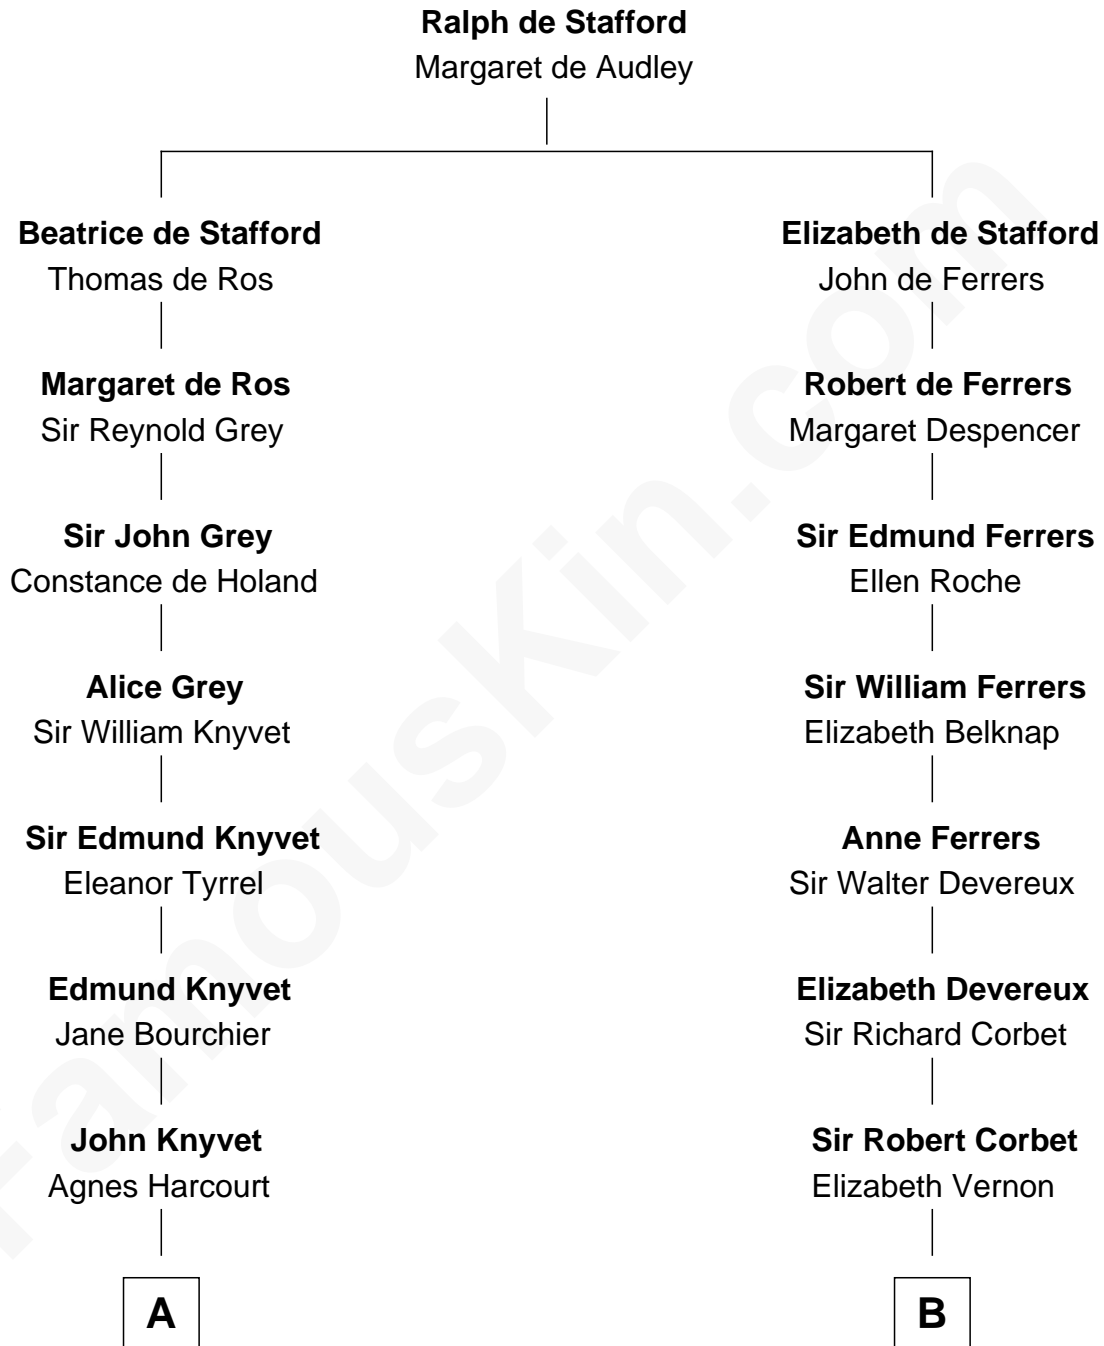 Ralph de Stafford
Margaret de Audley
Beatrice de Stafford
Thomas de Ros
Elizabeth de Stafford
John de Ferrers
Margaret de Ros
Sir Reynold Grey
Robert de Ferrers
Margaret Despencer
Sir John Grey
Constance de Holand
Sir Edmund Ferrers
Ellen Roche
Alice Grey
Sir William Knyvet
Sir William Ferrers
Elizabeth Belknap
Sir Edmund Knyvet
Eleanor Tyrrel
Anne Ferrers
Sir Walter Devereux
Edmund Knyvet
Jane Bourchier
Elizabeth Devereux
Sir Richard Corbet
John Knyvet
Agnes Harcourt
Sir Robert Corbet
Elizabeth Vernon
A
B
FamousKin.com